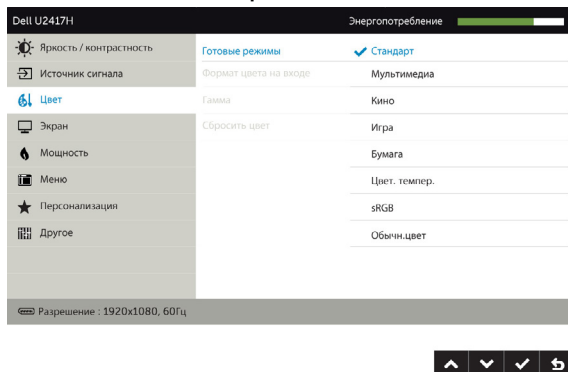 Dell U2417H
Энергопотребление
Яркость / контрастность
Готовые режимы
Стандарт
Источник сигнала
Формат цвета на входе
Мультимедиа
Цвет
Гамма
Кино
Экран
Сбросить цвет
Игра
Мощность
Бумага
Меню
Цвет. темпер.
Персонализация
sRGB
Другое
Обычн.цвет
Разрешение : 1920x1080, 60Гц